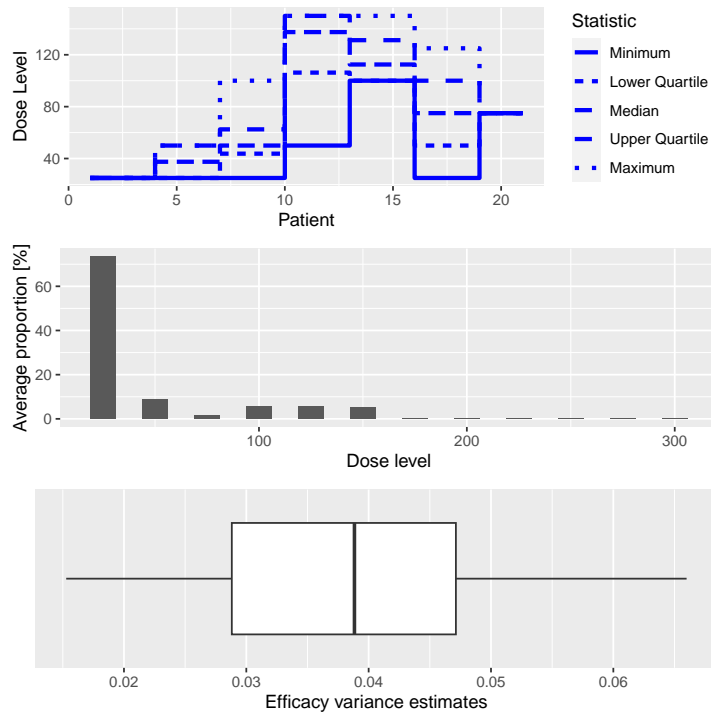 Dose Level
120
80
40
0
5
10
15
20
Patient
Statistic
Minimum
Lower Quartile
Median
Upper Quartile
Maximum
Average proportion [%]
60
40
20
0
100
200
300
Dose level
0.02
0.03
0.04
0.05
0.06
Efficacy variance estimates